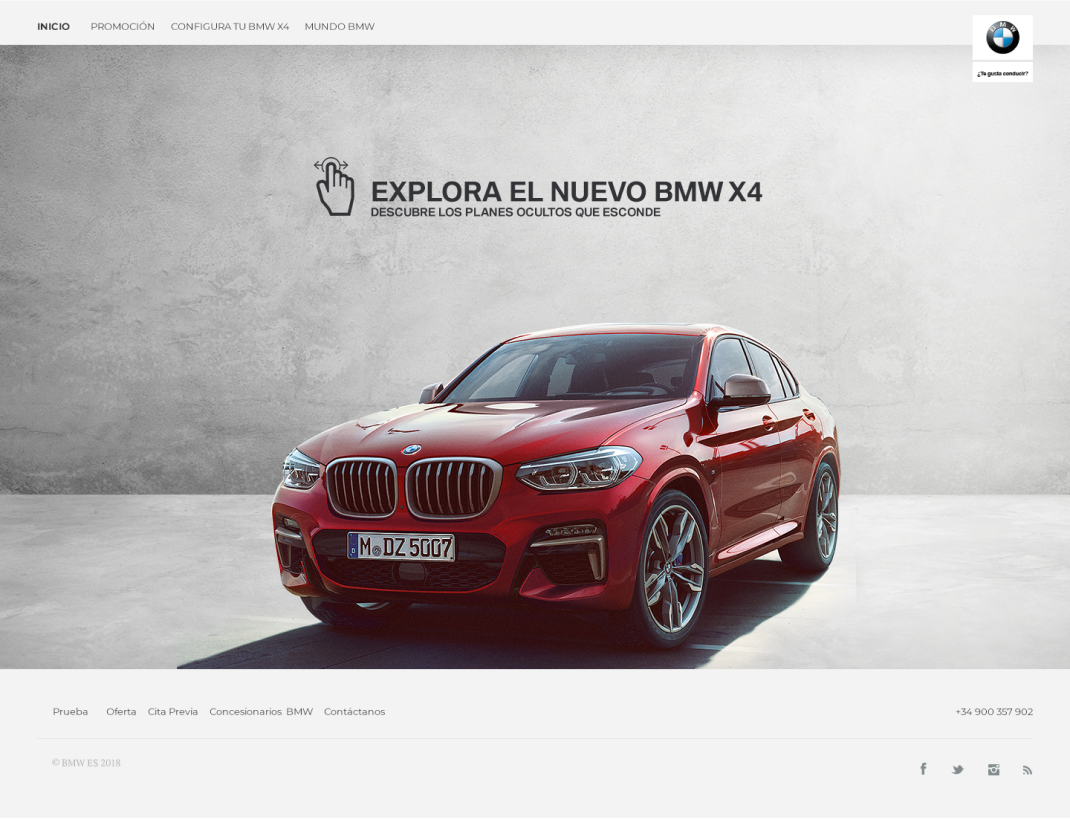 INICIO PROMOCIÓN CONFIGURA TU BMW X4 MUNDO BMW
BMW
¿Te gusta conducir?
EXPLORA EL NUEVO BMW X4
DESCUBRE LOS PLANES OCULTOS QUE ESCONDE
M DZ 5007
Prueba Oferta Cita Previa Concesionarios BMW Contáctanos +34 900 357 902
© BMW ES 2018